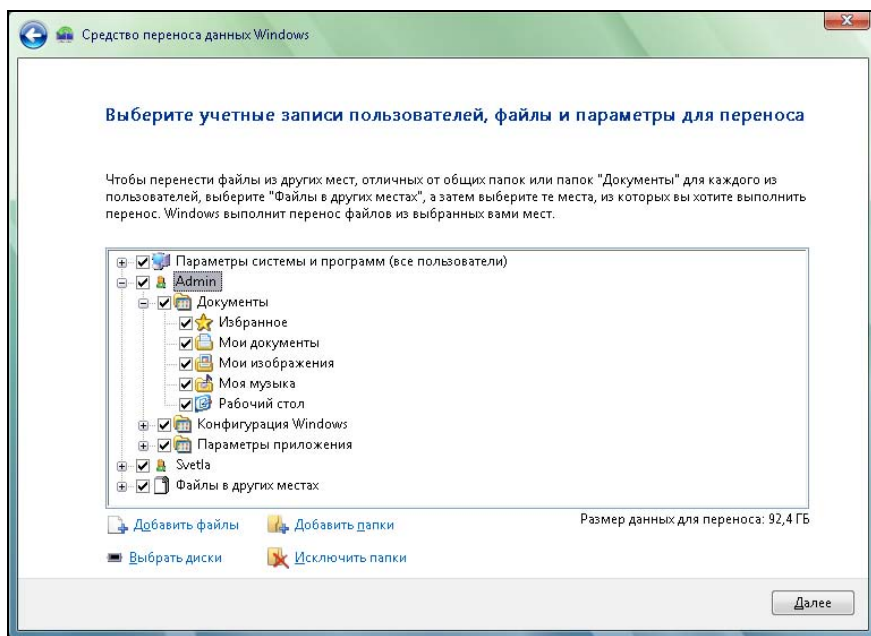 Средство переноса данных Windows
Выберите учетные записи пользователей, файлы и параметры для переноса
Чтобы перенести файлы из других мест, отличных от общих папок или папок "Документы" для каждого из
пользователей, выберите "Файлы в других местах", а затем выберите те места, из которых вы хотите выполнить
перенос. Windows выполнит перенос файлов из выбранных вами мест.
Параметры системы и программ (все пользователи)
Admin
Документы
Избранное
Мои документы
Мои изображения
Моя музыка
Рабочий стол
Конфигурация Windows
Параметры приложения
Svetla
Файлы в других местах
Добавить файлы Добавить папки Размер данных для переноса: 92,4 ГБ
Выбрать диски Исключить папки
Далее